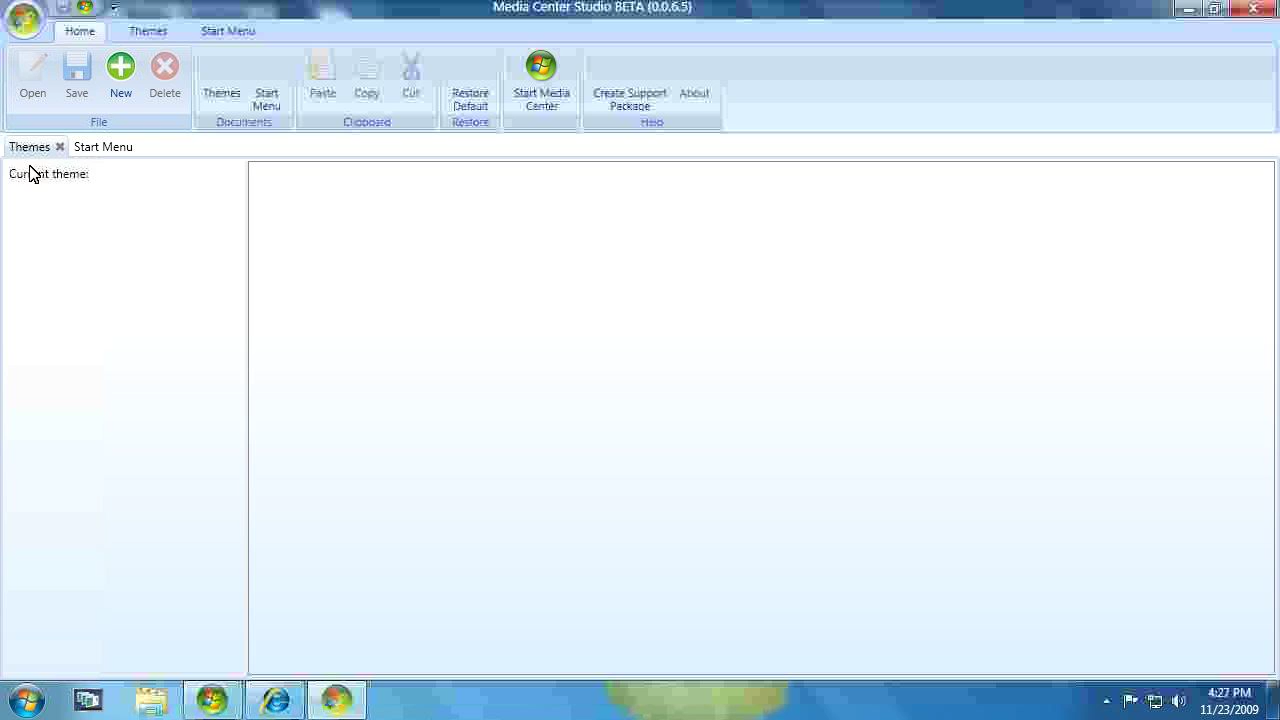 Media Center Studio BETA (0.0.6.5)
Home Themes Start Menu
Open Save New Delete Themes Start Menu Paste Copy Cut Restore Default Start Media Center Create Support Package About
File Documents Clipboard Restore Help
Themes Start Menu
Current theme:
4:27 PM
11/23/2009